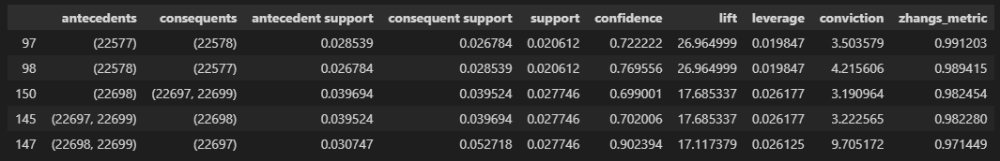 antecedents consequents antecedent support consequent support support confidence lift leverage conviction zhangs_metric
97 (22577) (22578) 0.028539 0.026784 0.020612 0.722222 26.964999 0.019847 3.503579 0.991203
98 (22578) (22577) 0.026784 0.028539 0.020612 0.769556 26.964999 0.019847 4.215606 0.989415
150 (22698) (22697, 22699) 0.039694 0.039524 0.027746 0.699001 17.685337 0.026177 3.190964 0.982454
145 (22697, 22699) (22698) 0.039524 0.039694 0.027746 0.702006 17.685337 0.026177 3.222565 0.982280
147 (22698, 22699) (22697) 0.030747 0.052718 0.027746 0.902394 17.117379 0.026125 9.705172 0.971449